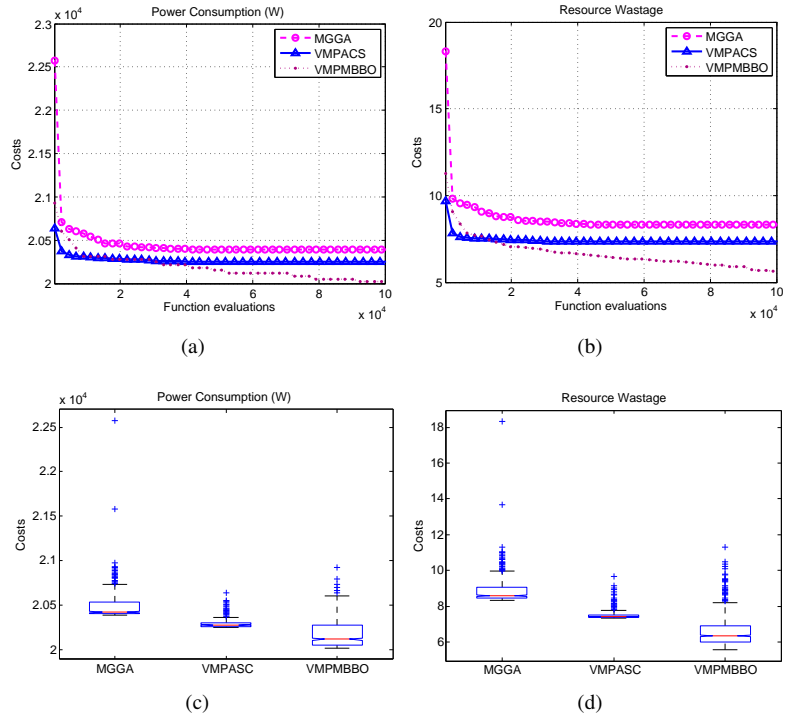 Power Consumption (W)
x 10^4
2.3
2.25
2.2
2.15
2.1
2.05
2
0 2 4 6 8 10
x 10^4
Costs
Function evaluations
MGGA
VMPACS
VMPMBBO
(a)
Resource Wastage
20
15
10
5
0 2 4 6 8 10
x 10^4
Costs
Function evaluations
MGGA
VMPACS
VMPMBBO
(b)
Power Consumption (W)
x 10^4
2.25
2.2
2.15
2.1
2.05
2
Costs
MGGA VMPASC VMPMBBO
(c)
Resource Wastage
18
16
14
12
10
8
6
Costs
MGGA VMPASC VMPMBBO
(d)